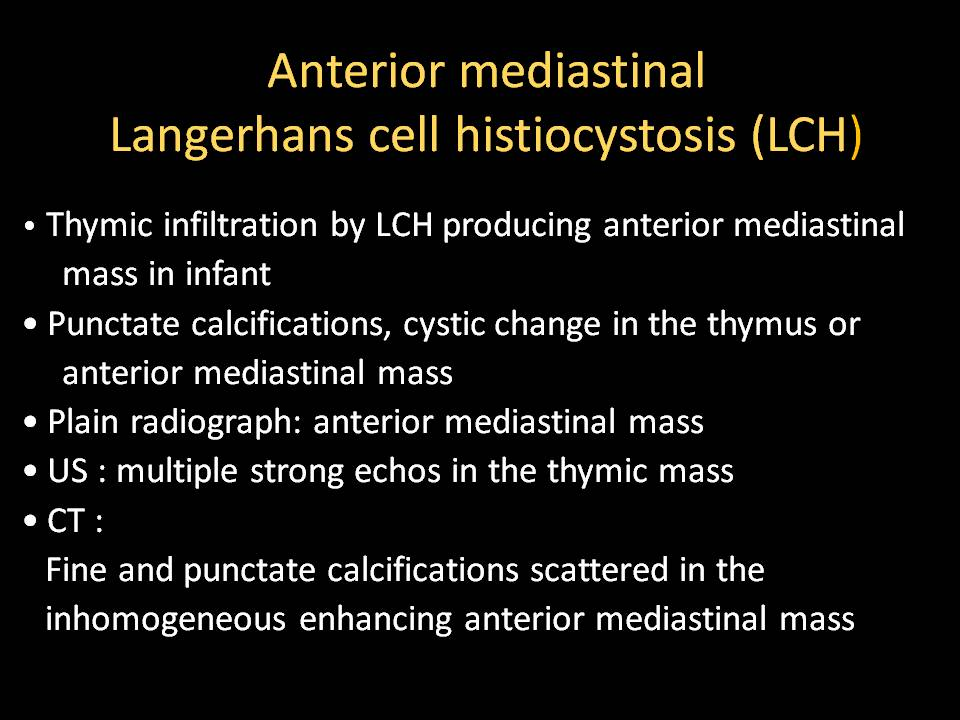 Anterior mediastinal
Langerhans cell histiocystosis (LCH)
• Thymic infiltration by LCH producing anterior mediastinal
mass in infant
• Punctate calcifications, cystic change in the thymus or
anterior mediastinal mass
• Plain radiograph: anterior mediastinal mass
• US : multiple strong echos in the thymic mass
• CT :
Fine and punctate calcifications scattered in the
inhomogeneous enhancing anterior mediastinal mass